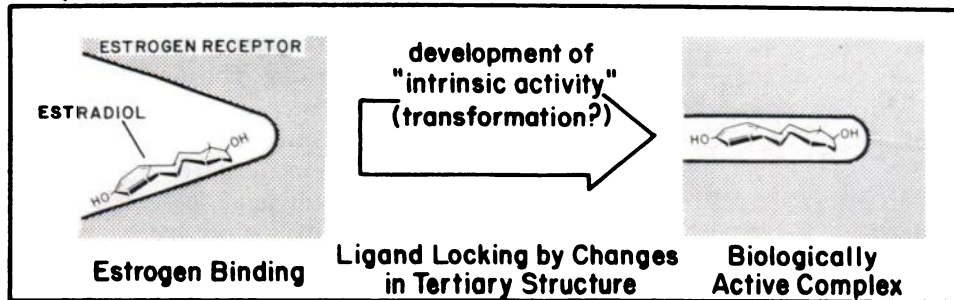 ESTROGEN RECEPTOR
ESTRADIOL
OH
HO
Estrogen Binding
development of
"intrinsic activity"
(transformation?)
Ligand Locking by Changes
in Tertiary Structure
HO
OH
Biologically
Active Complex